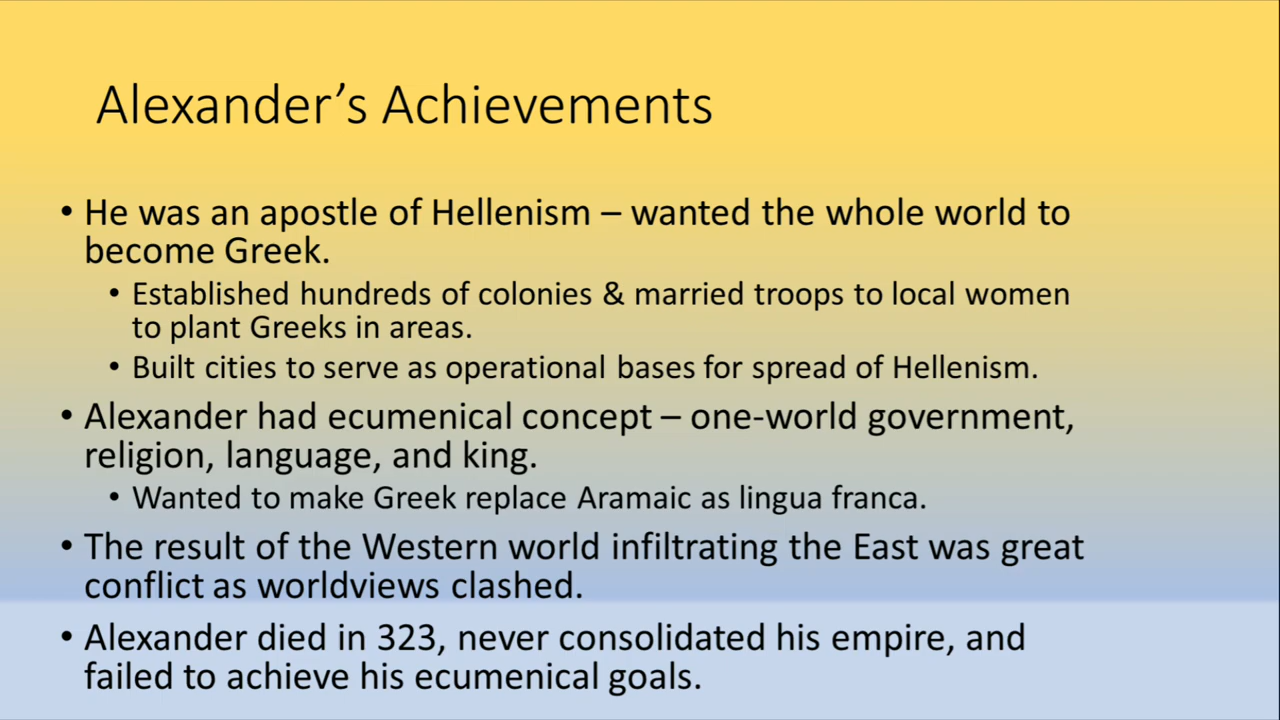 Alexander’s Achievements
• He was an apostle of Hellenism – wanted the whole world to
become Greek.
• Established hundreds of colonies & married troops to local women
to plant Greeks in areas.
• Built cities to serve as operational bases for spread of Hellenism.
• Alexander had ecumenical concept – one-world government,
religion, language, and king.
• Wanted to make Greek replace Aramaic as lingua franca.
• The result of the Western world infiltrating the East was great
conflict as worldviews clashed.
• Alexander died in 323, never consolidated his empire, and
failed to achieve his ecumenical goals.